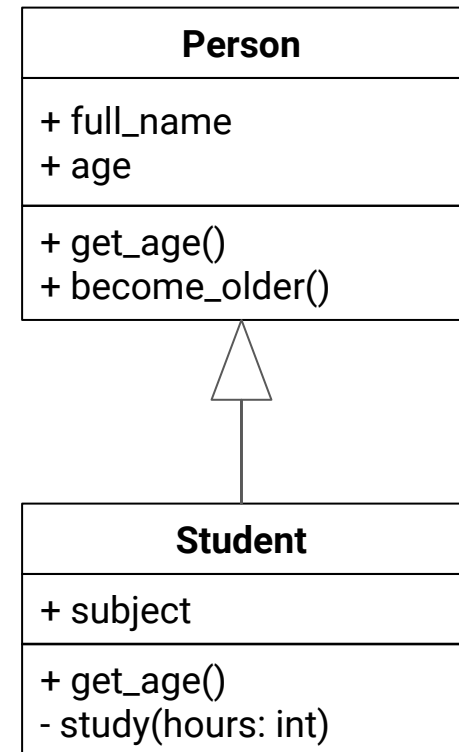 Person
+ full_name
+ age
+ get_age()
+ become_older()
Student
+ subject
+ get_age()
- study(hours: int)